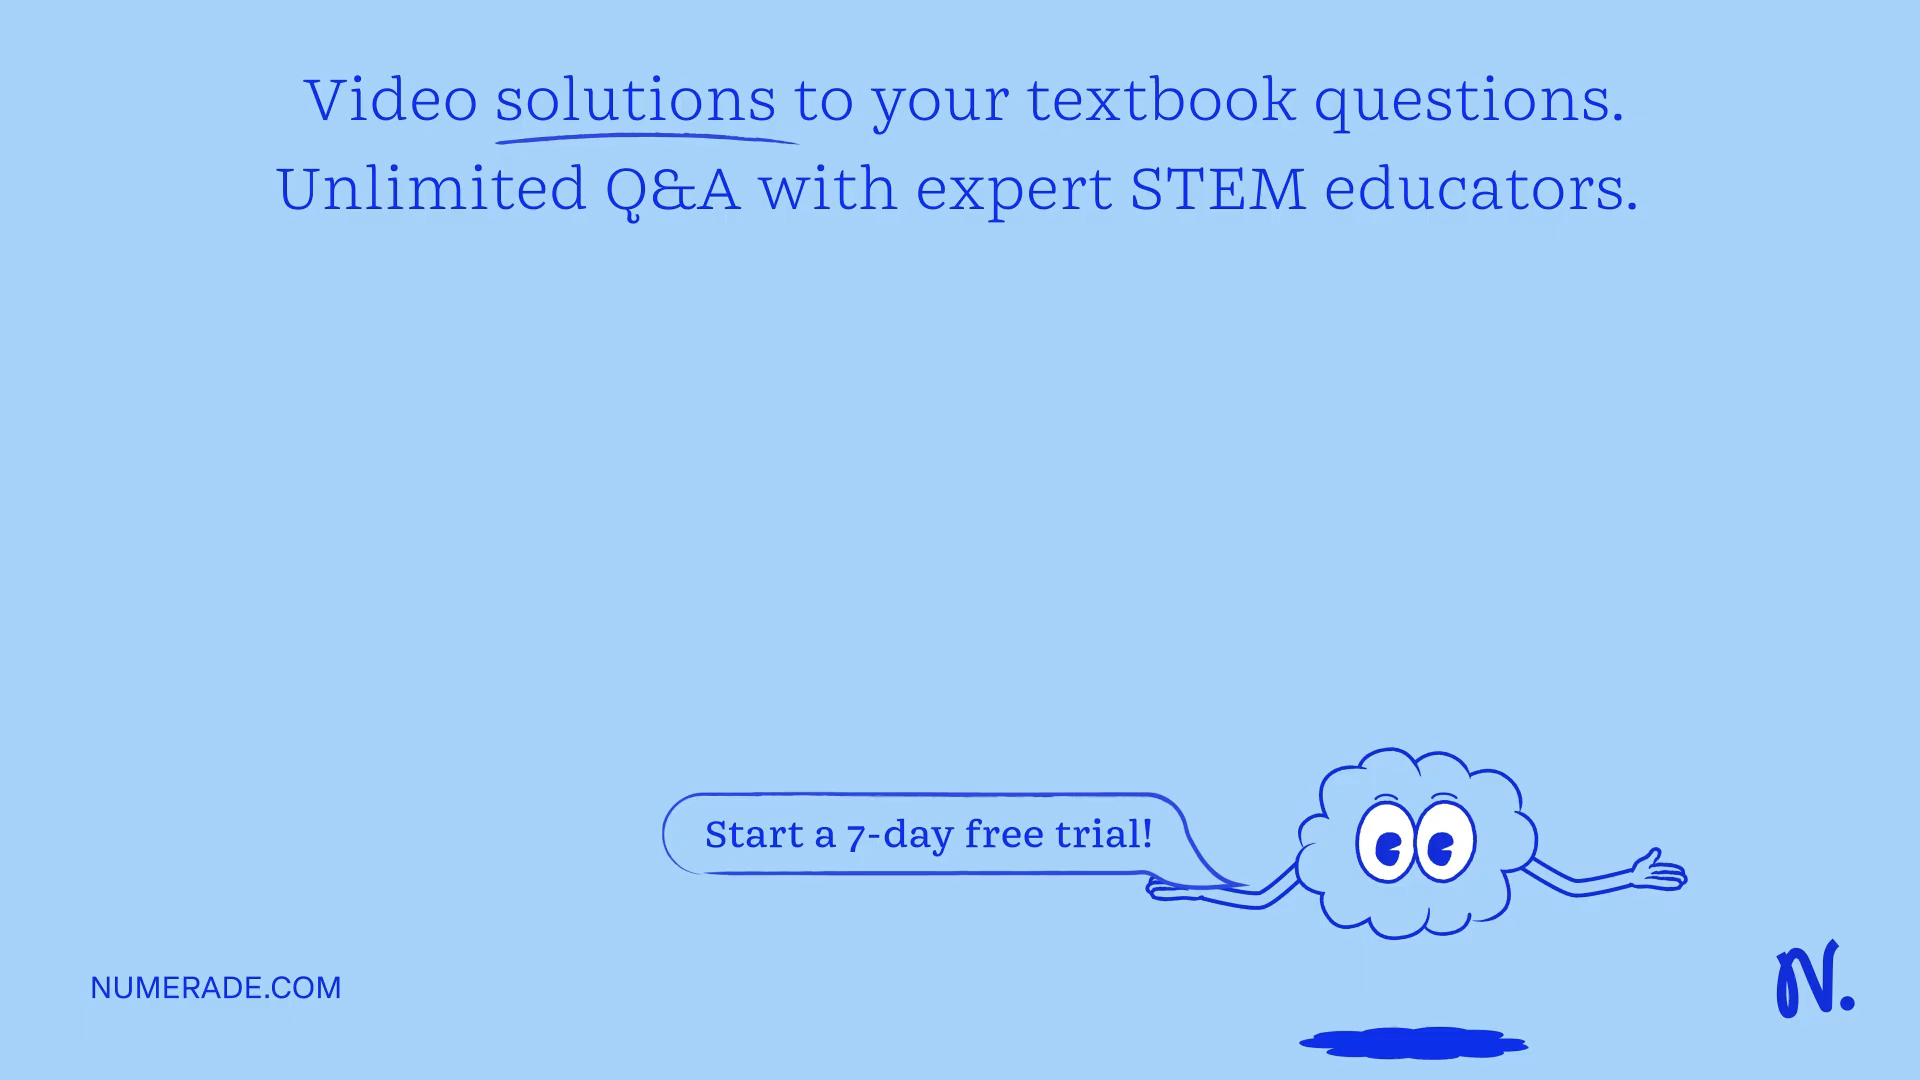 Video solutions to your textbook questions.
Unlimited Q&A with expert STEM educators.
Start a 7-day free trial!
NUMERADE.COM
N.